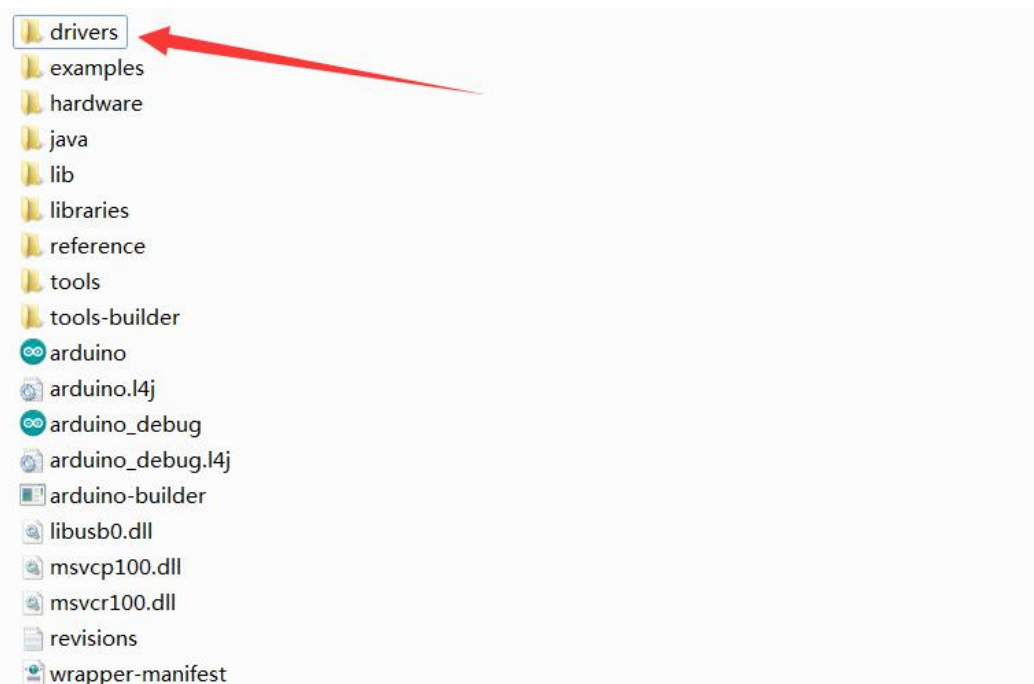 drivers
examples
hardware
java
lib
libraries
reference
tools
tools-builder
arduino
arduino.l4j
arduino_debug
arduino_debug.l4j
arduino-builder
libusb0.dll
msvcp100.dll
msvcr100.dll
revisions
wrapper-manifest